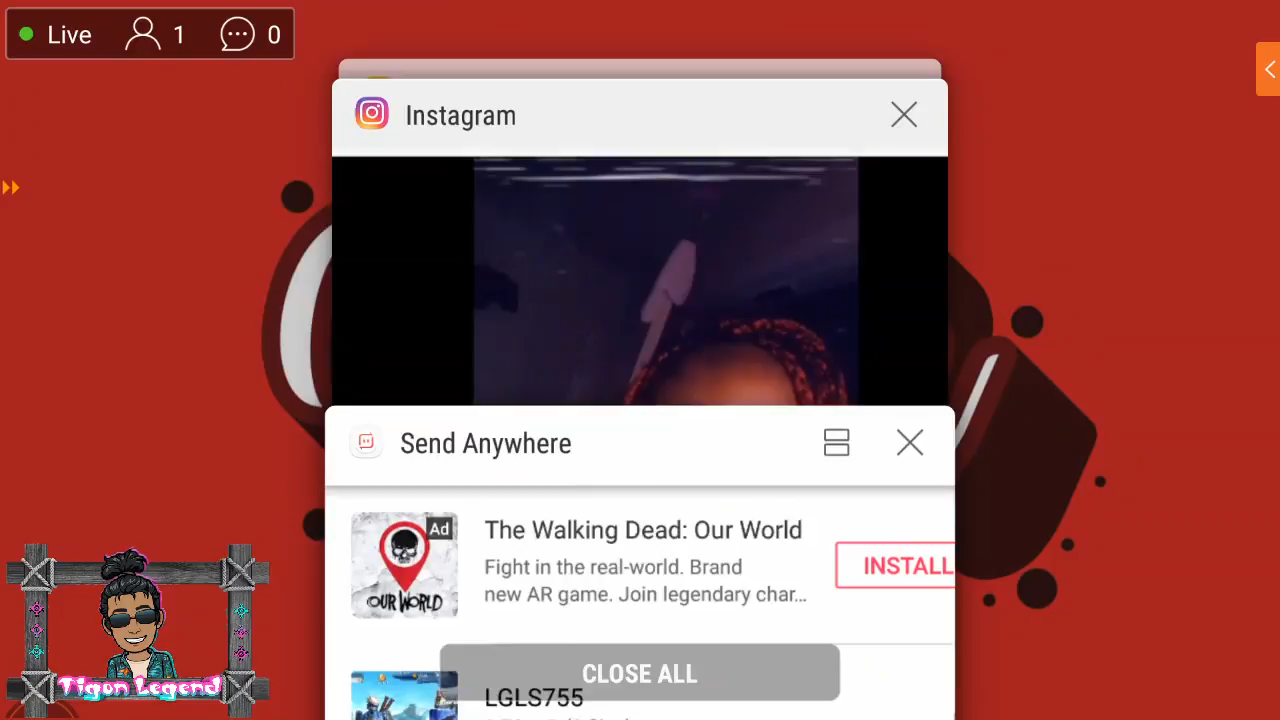 Live 1 0
Instagram
Send Anywhere
Ad
The Walking Dead: Our World
Fight in the real-world. Brand
new AR game. Join legendary char...
INSTALL
OUR WORLD
CLOSE ALL
LGLS755
Tigon Legend